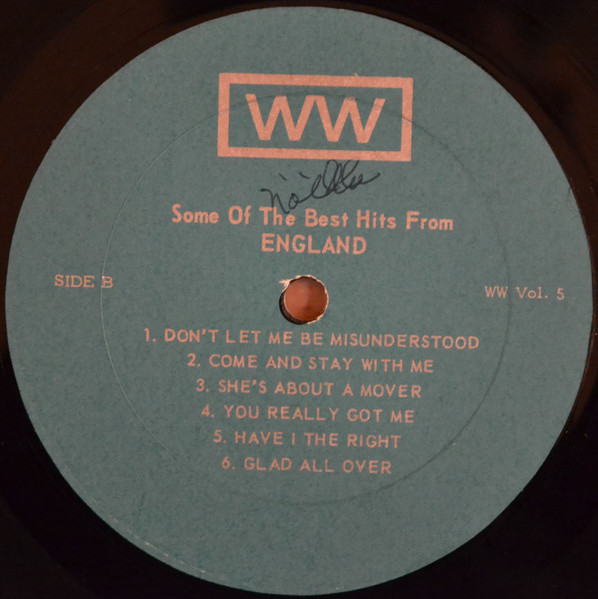 WW
Some Of The Best Hits From
ENGLAND
SIDE B
WW Vol. 5
1. DON'T LET ME BE MISUNDERSTOOD
2. COME AND STAY WITH ME
3. SHE'S ABOUT A MOVER
4. YOU REALLY GOT ME
5. HAVE I THE RIGHT
6. GLAD ALL OVER